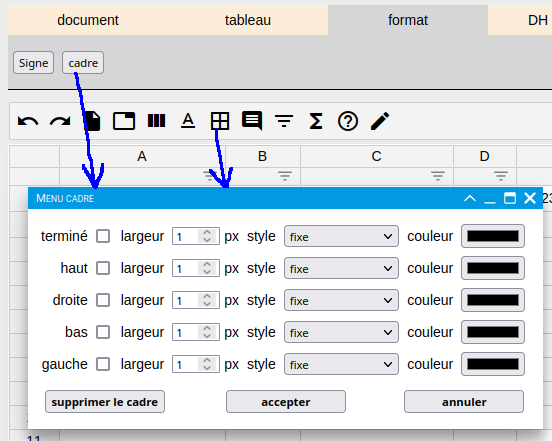 document tableau format DH
Signe cadre
A B C D
MENU CADRE
terminé largeur 1 px style fixe couleur
haut largeur 1 px style fixe couleur
droite largeur 1 px style fixe couleur
bas largeur 1 px style fixe couleur
gauche largeur 1 px style fixe couleur
supprimer le cadre accepter annuler
11